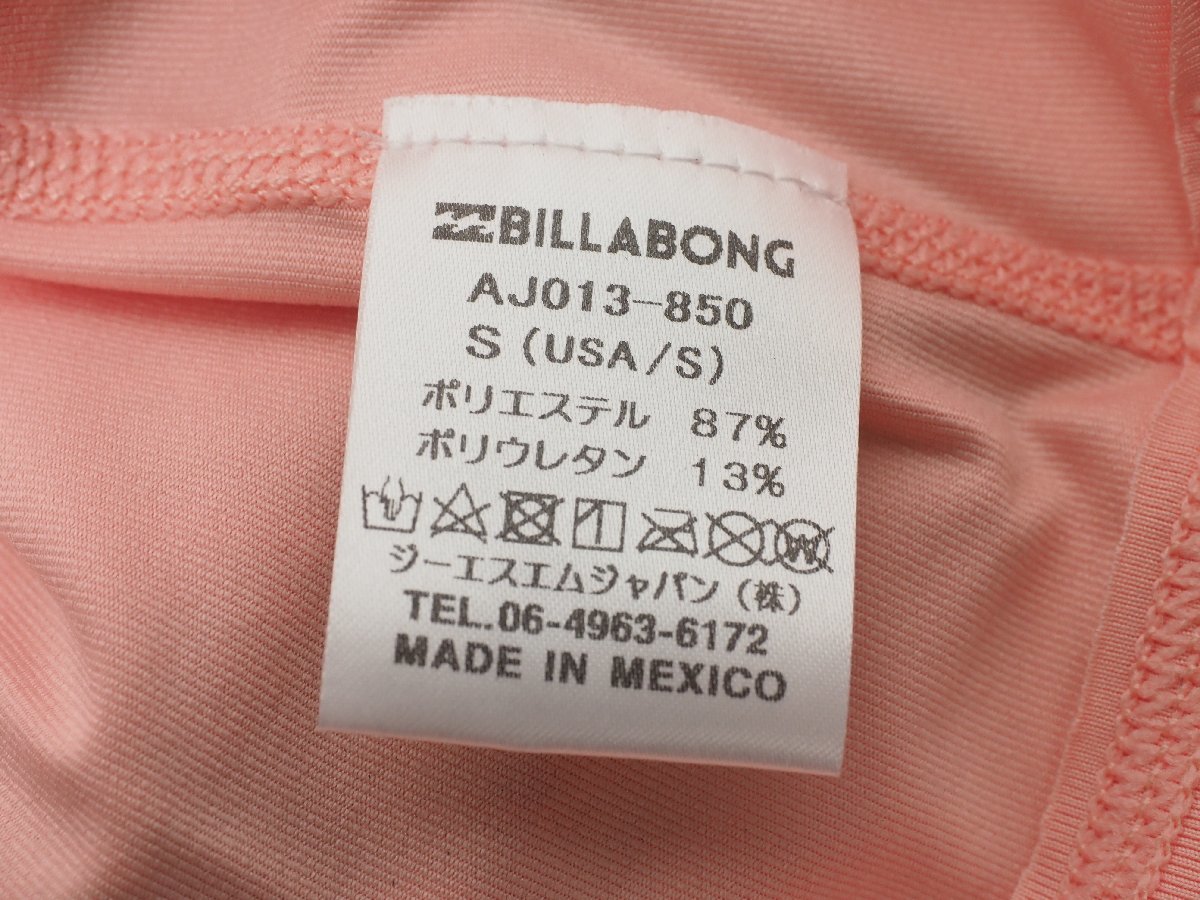 BILLABONG
AJ013-850
S (USA/S)
ポリエステル 87%
ポリウレタン 13%
W
ジーエスエムジャパン (株)
TEL.06-4963-6172
MADE IN MEXICO